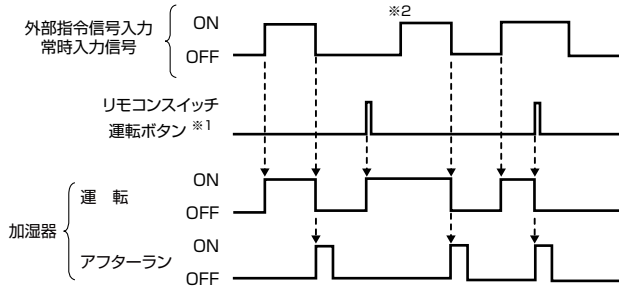 外部指令信号入力
常時入力信号
ON
OFF
※2
リモコンスイッチ
運転ボタン ※1
加湿器
運 転
ON
OFF
アフターラン
ON
OFF